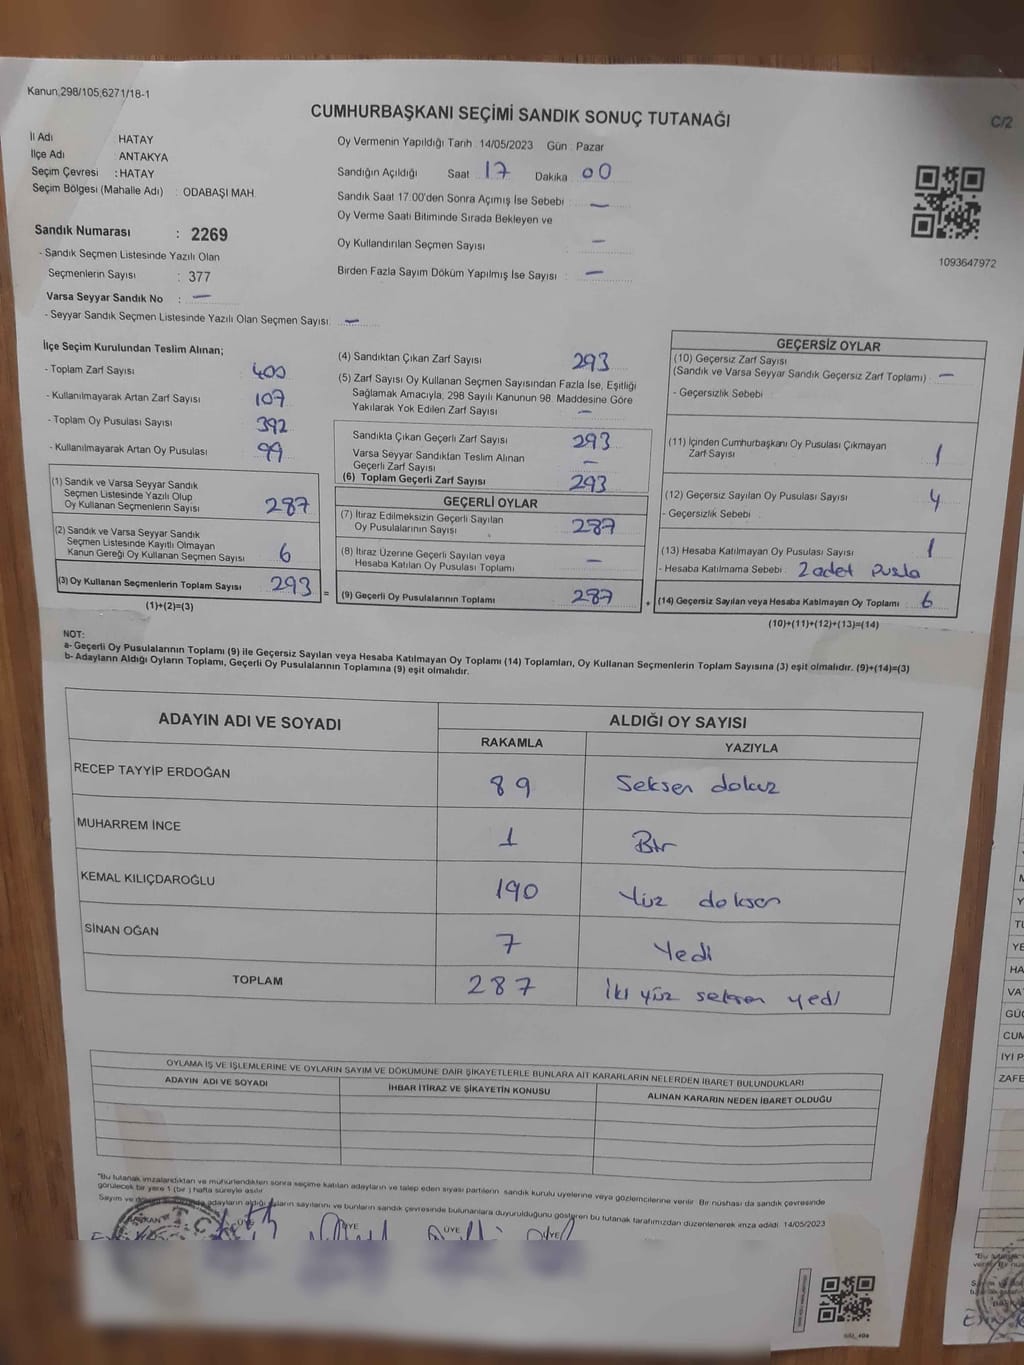 Kanun:298/105,6271/18-1
CUMHURBAŞKANI SEÇİMİ SANDIK SONUÇ TUTANAĞI
C/2
İl Adı : HATAY
İlçe Adı : ANTAKYA
Seçim Çevresi : HATAY
Seçim Bölgesi (Mahalle Adı) : ODABAŞI MAH.
Sandık Numarası : 2269
- Sandık Seçmen Listesinde Yazılı Olan
Seçmenlerin Sayısı : 377
Varsa Seyyar Sandık No : —
- Seyyar Sandık Seçmen Listesinde Yazılı Olan Seçmen Sayısı: —
Oy Vermenin Yapıldığı Tarih : 14/05/2023 Gün : Pazar
Sandığın Açıldığı Saat 17 Dakika 00
Sandık Saat 17:00'den Sonra Açımış İse Sebebi : —
Oy Verme Saati Bitiminde Sırada Bekleyen ve
Oy Kullandırılan Seçmen Sayısı : —
Birden Fazla Sayım Döküm Yapılmış İse Sayısı : —
1093647972
İlçe Seçim Kurulundan Teslim Alınan;
- Toplam Zarf Sayısı : 400
- Kullanılmayarak Artan Zarf Sayısı : 107
- Toplam Oy Pusulası Sayısı : 392
- Kullanılmayarak Artan Oy Pusulası : 99
(1) Sandık ve Varsa Seyyar Sandık
Seçmen Listesinde Yazılı Olup
Oy Kullanan Seçmenlerin Sayısı : 287
(2) Sandık ve Varsa Seyyar Sandık
Seçmen Listesinde Kayıtlı Olmayan
Kanun Gereği Oy Kullanan Seçmen Sayısı : 6
(3) Oy Kullanan Seçmenlerin Toplam Sayısı : 293
(1)+(2)=(3)
(4) Sandıktan Çıkan Zarf Sayısı : 293
(5) Zarf Sayısı Oy Kullanan Seçmen Sayısından Fazla İse, Eşitliği
Sağlamak Amacıyla, 298 Sayılı Kanunun 98. Maddesine Göre
Yakılarak Yok Edilen Zarf Sayısı : —
Sandıkta Çıkan Geçerli Zarf Sayısı : 293
Varsa Seyyar Sandıktan Teslim Alınan
Geçerli Zarf Sayısı : —
(6) Toplam Geçerli Zarf Sayısı : 293
=
GEÇERLİ OYLAR
(7) İtiraz Edilmeksizin Geçerli Sayılan
Oy Pusulalarının Sayısı : 287
(8) İtiraz Üzerine Geçerli Sayılan veya
Hesaba Katılan Oy Pusulası Toplamı : —
(9) Geçerli Oy Pusulalarının Toplamı : 287
+
GEÇERSİZ OYLAR
(10) Geçersiz Zarf Sayısı
(Sandık ve Varsa Seyyar Sandık Geçersiz Zarf Toplamı) : —
- Geçersizlik Sebebi :
(11) İçinden Cumhurbaşkanı Oy Pusulası Çıkmayan
Zarf Sayısı : 1
(12) Geçersiz Sayılan Oy Pusulası Sayısı : 4
- Geçersizlik Sebebi :
(13) Hesaba Katılmayan Oy Pusulası Sayısı : 1
- Hesaba Katılmama Sebebi : 2 adet pusla
(14) Geçersiz Sayılan veya Hesaba Katılmayan Oy Toplamı : 6
(10)+(11)+(12)+(13)=(14)
NOT:
a- Geçerli Oy Pusulalarının Toplamı (9) ile Geçersiz Sayılan veya Hesaba Katılmayan Oy Toplamı (14) Toplamları, Oy Kullanan Seçmenlerin Toplam Sayısına (3) eşit olmalıdır. (9)+(14)=(3)
b- Adayların Aldığı Oyların Toplamı, Geçerli Oy Pusulalarının Toplamına (9) eşit olmalıdır.
ADAYIN ADI VE SOYADI ALDIĞI OY SAYISI
RAKAMLA YAZIYLA
RECEP TAYYİP ERDOĞAN 89 Seksen dokuz
MUHARREM İNCE 1 Bir
KEMAL KILIÇDAROĞLU 190 Yüz doksan
SİNAN OĞAN 7 Yedi
TOPLAM 287 İki yüz seksen yedi
OYLAMA İŞ VE İŞLEMLERİNE VE OYLARIN SAYIM VE DÖKÜMÜNE DAİR ŞİKAYETLERLE BUNLARA AİT KARARLARIN NELERDEN İBARET BULUNDUKLARI
ADAYIN ADI VE SOYADI İHBAR İTİRAZ VE ŞİKAYETİN KONUSU ALINAN KARARIN NEDEN İBARET OLDUĞU
"Bu tutanak imzalandıktan ve mühürlendikten sonra seçime katılan adayların ve talep eden siyasi partilerin sandık kurulu üyelerine veya gözlemcilerine verilir. Bir nüshası da sandık çevresinde
görülecek bir yere 1 (bir) hafta süreyle asılır.
Sayım ve adayların aldığı oyların sayılarını ve bunların sandık çevresinde bulunanlara duyurulduğunu gösteren bu tutanak tarafımızdan düzenlenerek imza edildi. 14/05/2023
BAŞKAN ÜYE ÜYE ÜYE ÜYE
T.C.
TÜ
YE
HA
VA
GÜ
CUM
İYİ P
ZAFE